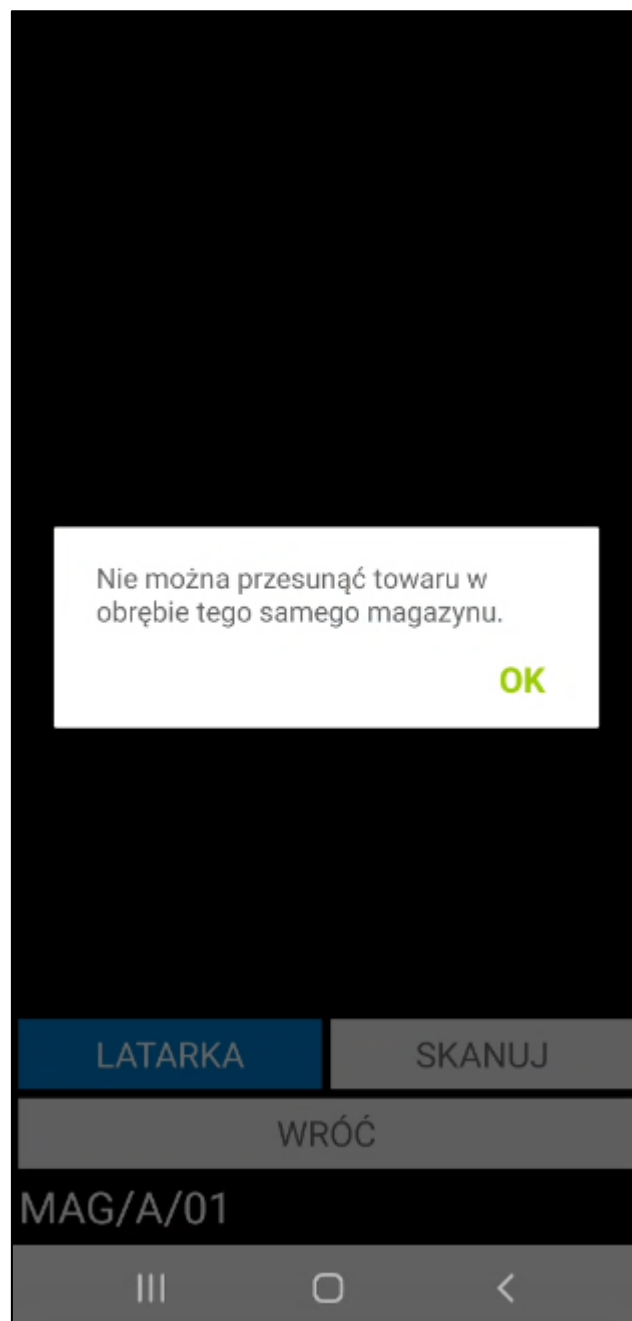 Nie można przesunąć towaru w
obrębie tego samego magazynu.
OK
LATARKA
SKANUJ
WRÓĆ
MAG/A/01